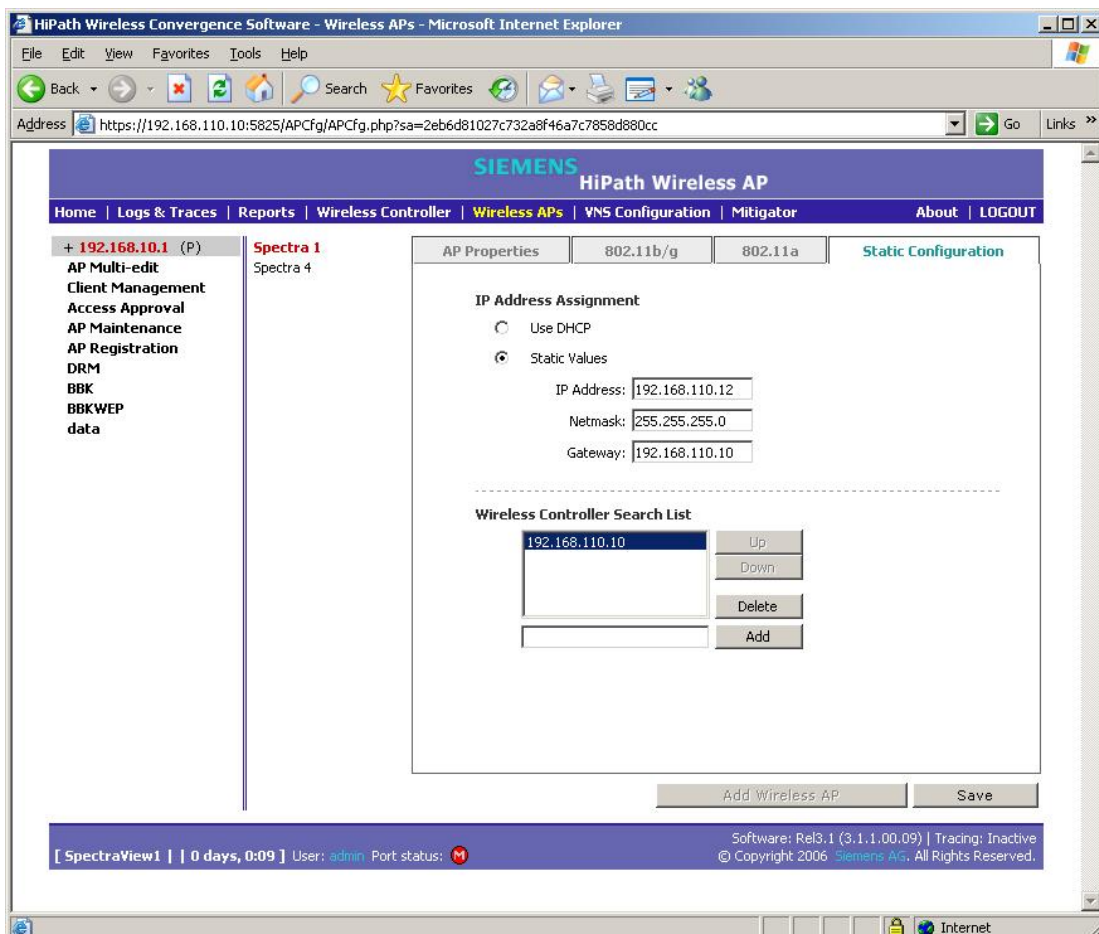 HiPath Wireless Convergence Software - Wireless APs - Microsoft Internet Explorer
File Edit View Favorites Tools Help
Back Search Favorites
Address https://192.168.110.10:5825/APCfg/APCfg.php?sa=2eb6d81027c732a8f46a7c7858d880cc Go Links »
SIEMENS
HiPath Wireless AP
Home | Logs & Traces | Reports | Wireless Controller | Wireless APs | VNS Configuration | Mitigator About | LOGOUT
+ 192.168.10.1 (P)
AP Multi-edit
Client Management
Access Approval
AP Maintenance
AP Registration
DRM
BBK
BBKWEP
data
Spectra 1
Spectra 4
AP Properties 802.11b/g 802.11a Static Configuration
IP Address Assignment
Use DHCP
Static Values
IP Address: 192.168.110.12
Netmask: 255.255.255.0
Gateway: 192.168.110.10
Wireless Controller Search List
192.168.110.10
Up
Down
Delete
Add
Add Wireless AP Save
[ SpectraView1 | | 0 days, 0:09 ] User: admin Port status: M
Software: Rel3.1 (3.1.1.00.09) | Tracing: Inactive
© Copyright 2006 Siemens AG. All Rights Reserved.
Internet